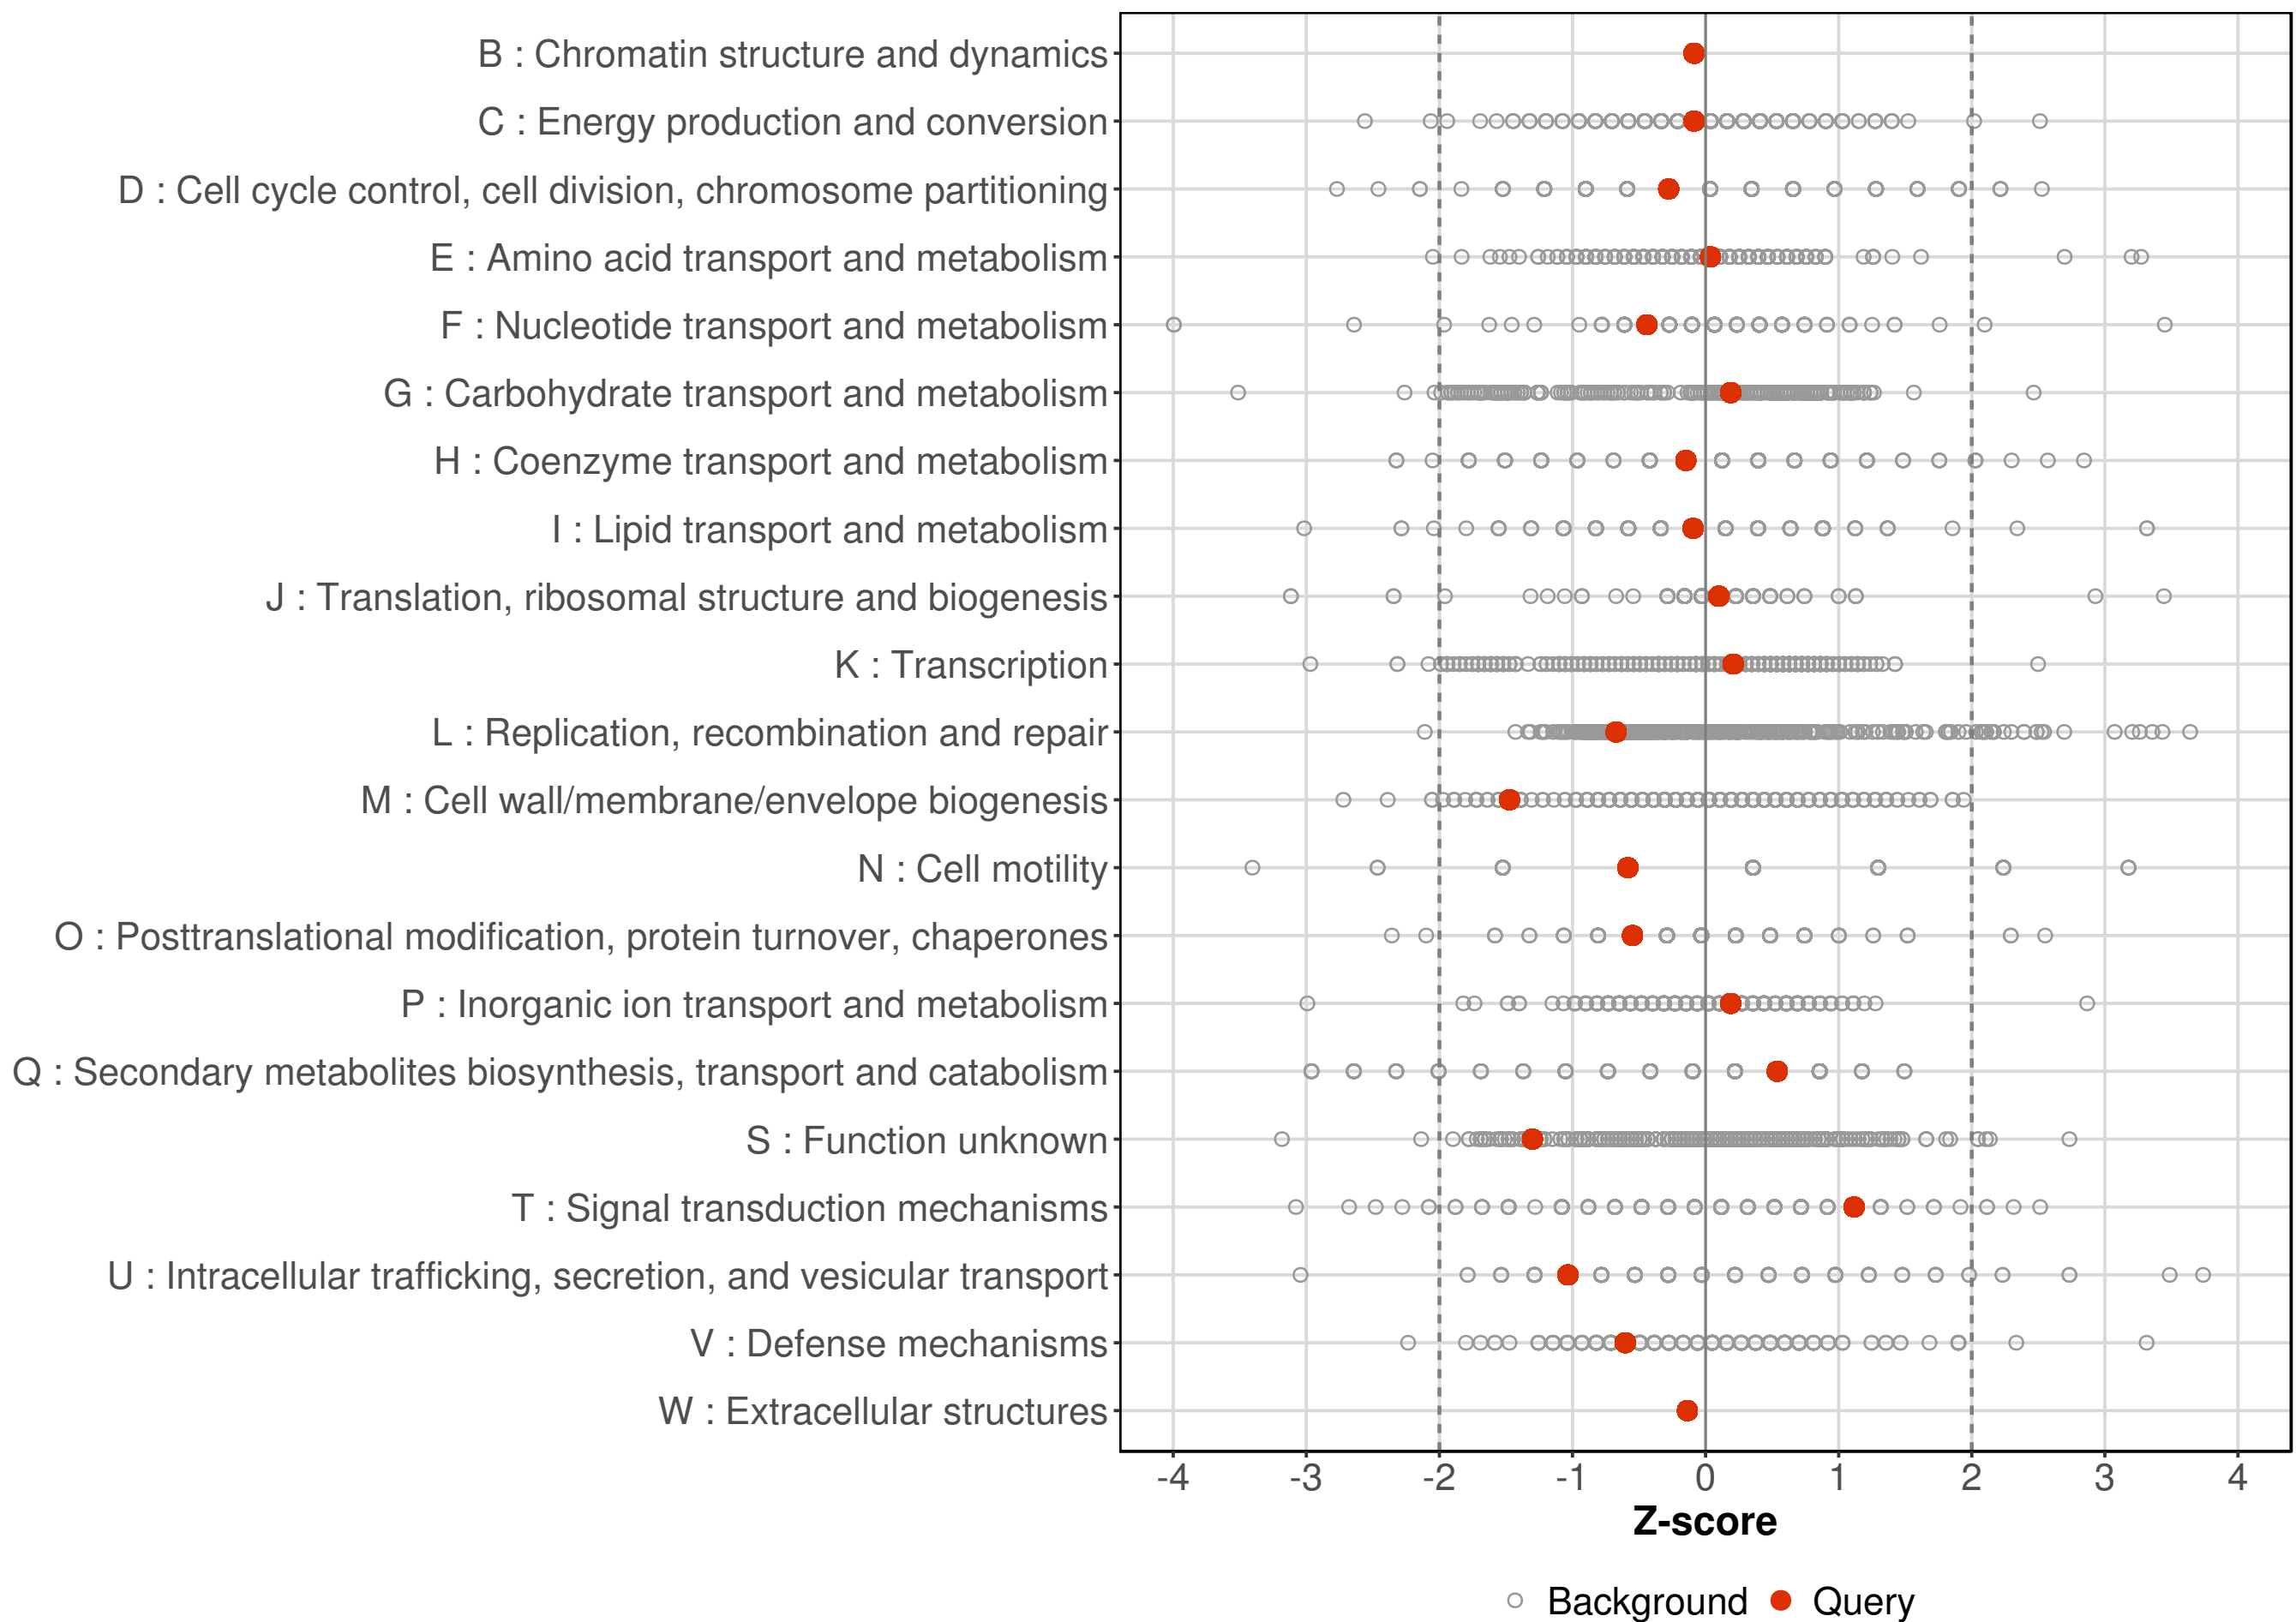 B : Chromatin structure and dynamics
C : Energy production and conversion
D : Cell cycle control, cell division, chromosome partitioning
E : Amino acid transport and metabolism
F : Nucleotide transport and metabolism
G : Carbohydrate transport and metabolism
H : Coenzyme transport and metabolism
I : Lipid transport and metabolism
J : Translation, ribosomal structure and biogenesis
K : Transcription
L : Replication, recombination and repair
M : Cell wall/membrane/envelope biogenesis
N : Cell motility
O : Posttranslational modification, protein turnover, chaperones
P : Inorganic ion transport and metabolism
Q : Secondary metabolites biosynthesis, transport and catabolism
S : Function unknown
T : Signal transduction mechanisms
U : Intracellular trafficking, secretion, and vesicular transport
V : Defense mechanisms
W : Extracellular structures
-4 -3 -2 -1 0 1 2 3 4
Z-score
Background Query